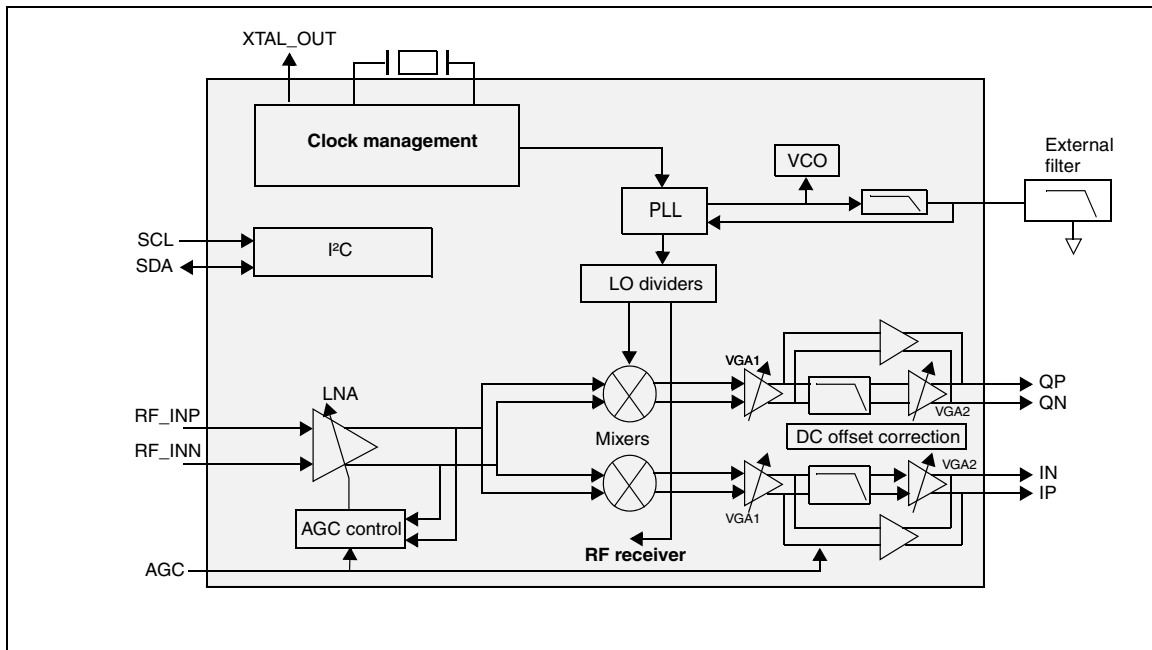 XTAL_OUT
Clock management
External
filter
VCO
PLL
SCL
I²C
SDA
LO dividers
VGA1
LNA
QP
RF_INP
QN
VGA2
Mixers
DC offset correction
RF_INN
VGA2
IN
IP
VGA1
AGC control
RF receiver
AGC